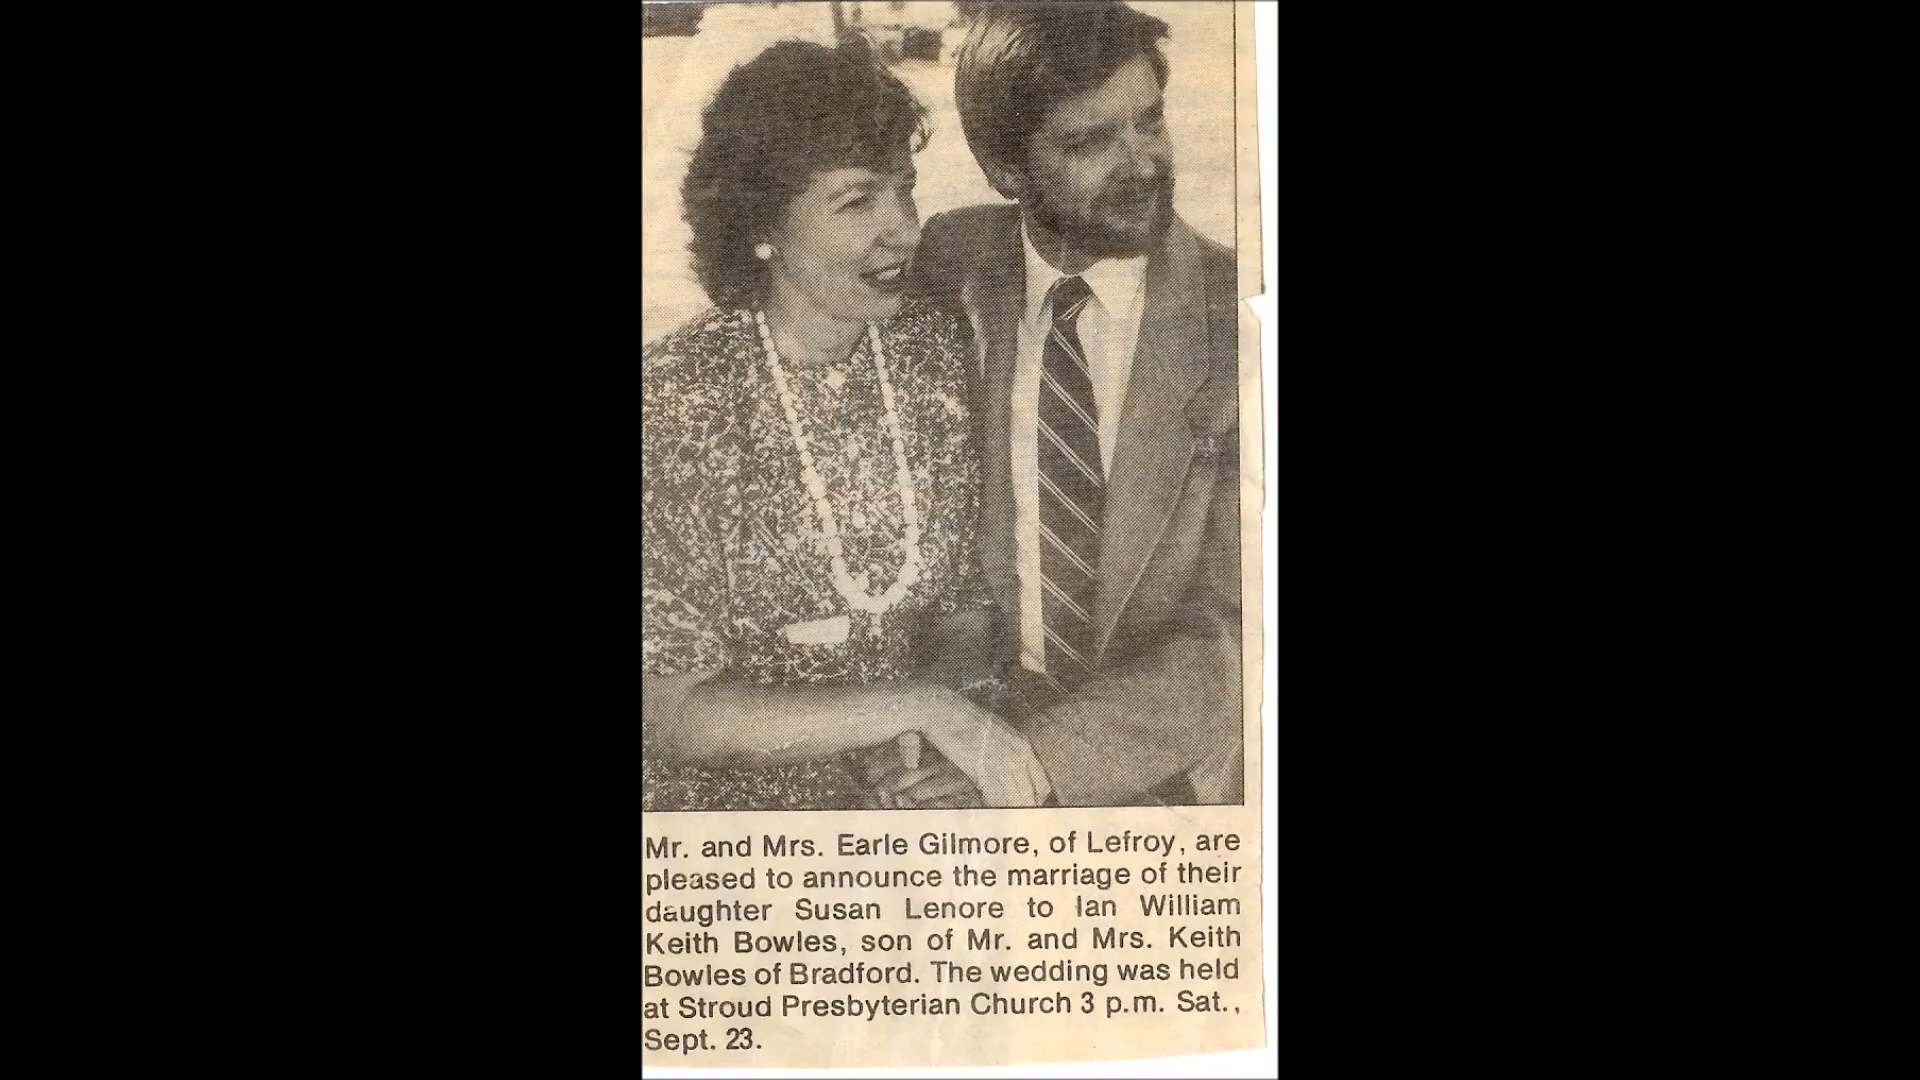 Mr. and Mrs. Earle Gilmore, of Lefroy, are
pleased to announce the marriage of their
daughter Susan Lenore to Ian William
Keith Bowles, son of Mr. and Mrs. Keith
Bowles of Bradford. The wedding was held
at Stroud Presbyterian Church 3 p.m. Sat.,
Sept. 23.